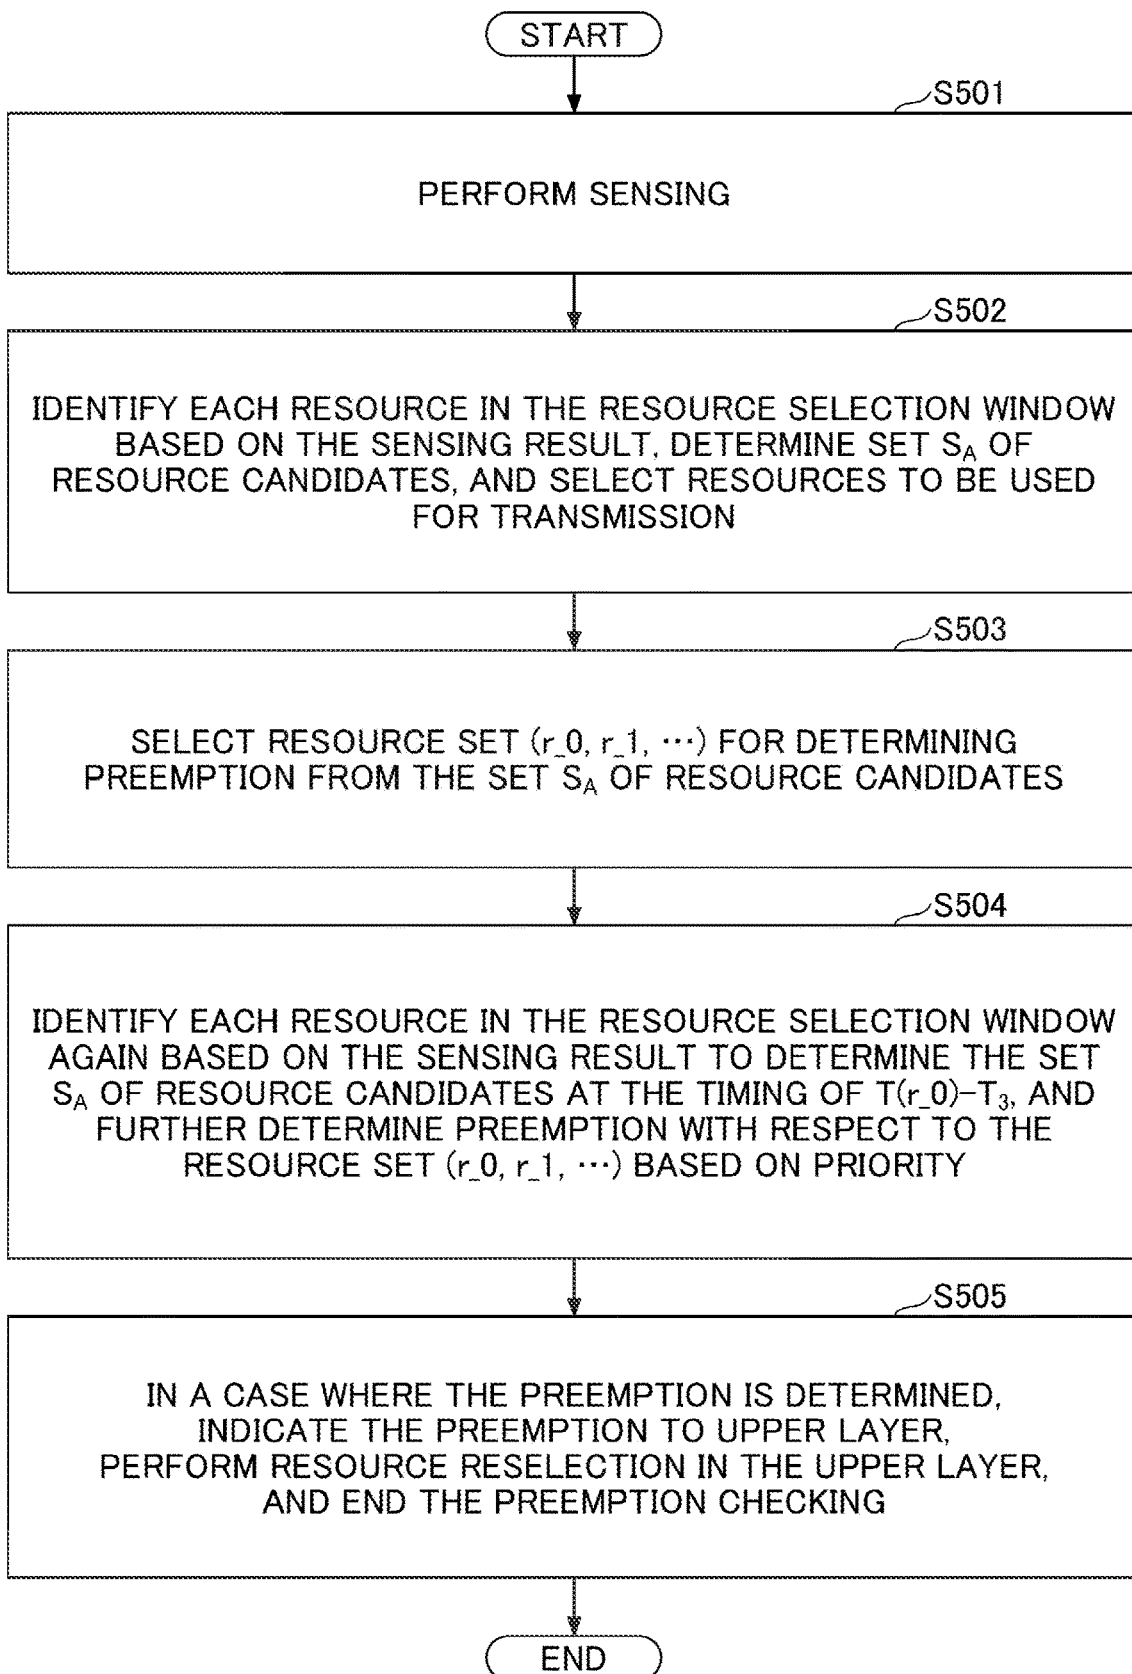 START
S501
PERFORM SENSING
S502
IDENTIFY EACH RESOURCE IN THE RESOURCE SELECTION WINDOW
BASED ON THE SENSING RESULT, DETERMINE SET S_A OF
RESOURCE CANDIDATES, AND SELECT RESOURCES TO BE USED
FOR TRANSMISSION
S503
SELECT RESOURCE SET (r_0, r_1, ···) FOR DETERMINING
PREEMPTION FROM THE SET S_A OF RESOURCE CANDIDATES
S504
IDENTIFY EACH RESOURCE IN THE RESOURCE SELECTION WINDOW
AGAIN BASED ON THE SENSING RESULT TO DETERMINE THE SET
S_A OF RESOURCE CANDIDATES AT THE TIMING OF T(r_0)-T₃, AND
FURTHER DETERMINE PREEMPTION WITH RESPECT TO THE
RESOURCE SET (r_0, r_1, ···) BASED ON PRIORITY
S505
IN A CASE WHERE THE PREEMPTION IS DETERMINED,
INDICATE THE PREEMPTION TO UPPER LAYER,
PERFORM RESOURCE RESELECTION IN THE UPPER LAYER,
AND END THE PREEMPTION CHECKING
END